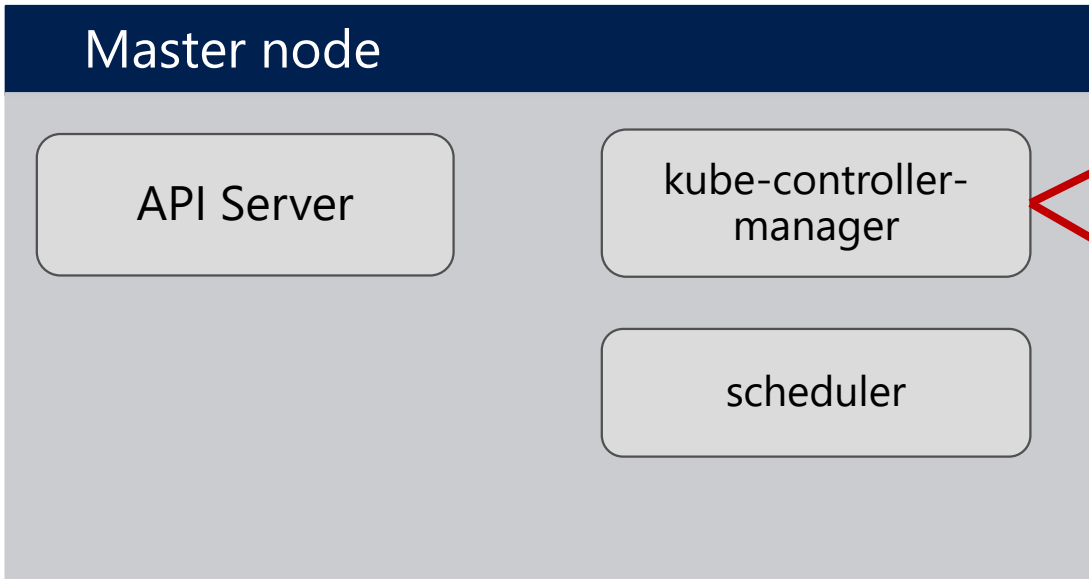 Master node
API Server
kube-controller-
manager
scheduler